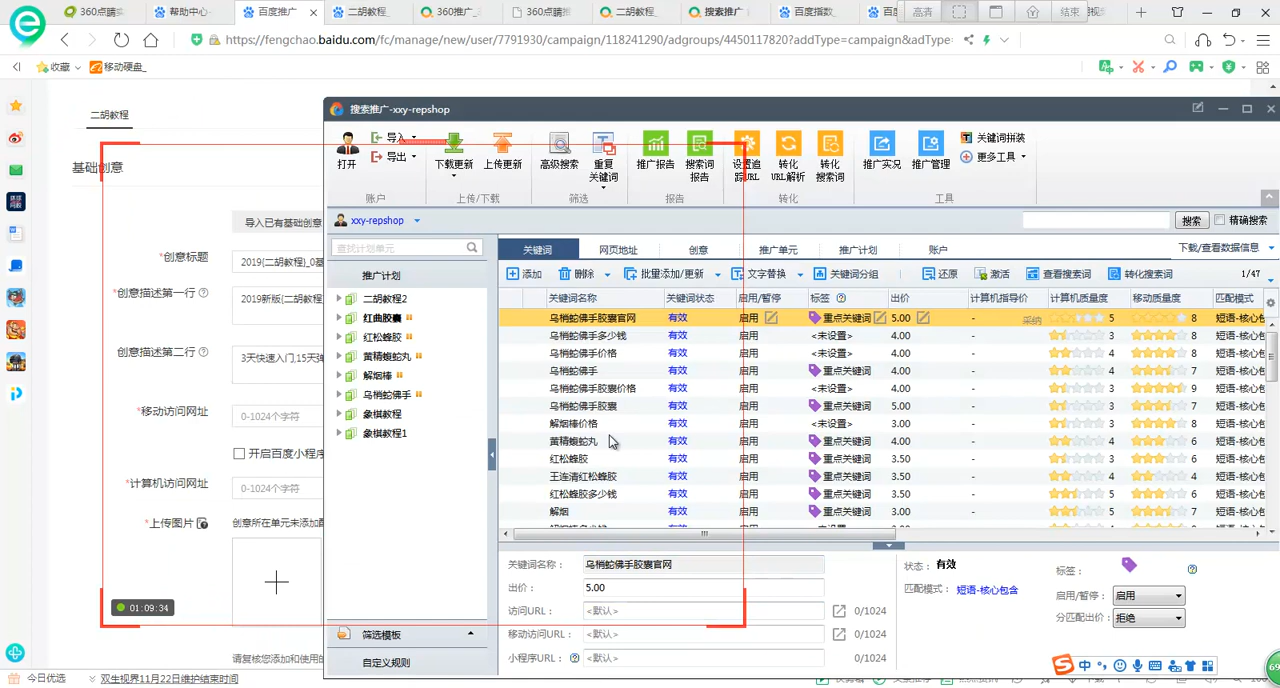 360点睛实
帮助中心-
百度推广
二胡教程_
360推广_
360点睛推
二胡教程_
搜索推广
百度指数_
高清
结束
https://fengchao.baidu.com/fc/manage/new/user/7791930/campaign/118241290/adgroups/4450117820?addType=campaign&adType=
收藏
移动硬盘_
二胡教程
基础创意
导入已有基础创意
*创意标题
2019(二胡教程)_0基
*创意描述第一行
2019新版(二胡教程
创意描述第二行
3天快速入门,15天弹
*移动访问网址
0-1024个字符
开启百度小程序
*计算机访问网址
0-1024个字符
*上传图片
创意所在单元未添加配
01:09:34
请复核您添加和使用的
今日优选
双生视界11月22日维护结束时间
搜索推广-xxy-repshop
打开
导入
导出
账户
下载更新
上传更新
上传/下载
高级搜索
重复
关键词
筛选
推广报告
搜索词
报告
报告
设置追
踪URL
转化
URL解析
转化
搜索词
转化
推广实况
推广管理
关键词拼装
更多工具
工具
xxy-repshop
搜索
精确搜索
查找计划单元
推广计划
二胡教程2
红曲胶囊
红松蜂胶
黄精蝮蛇丸
解烟棒
乌梢蛇佛手
象棋教程
象棋教程1
筛选模板
自定义规则
关键词
网页地址
创意
推广单元
推广计划
账户
下载/查看数据信息
添加
删除
批量添加/更新
文字替换
关键词分组
还原
激活
查看搜索词
转化搜索词
1/47
关键词名称 关键词状态 启用/暂停 标签 出价 计算机指导价 计算机质量度 移动质量度 匹配模式
乌梢蛇佛手胶囊官网 有效 启用 重点关键词 5.00 - 采纳 5 8 短语-核心包
乌梢蛇佛手多少钱 有效 启用 <未设置> 4.00 - 3 8 短语-核心包
乌梢蛇佛手价格 有效 启用 <未设置> 4.00 - 4 8 短语-核心包
乌梢蛇佛手 有效 启用 重点关键词 4.00 - 4 7 短语-核心包
乌梢蛇佛手胶囊价格 有效 启用 <未设置> 4.00 - 4 9 短语-核心包
乌梢蛇佛手胶囊 有效 启用 重点关键词 5.00 - 3 7 短语-核心包
解烟棒价格 有效 启用 <未设置> 3.00 - 3 8 短语-核心包
黄精蝮蛇丸 有效 启用 重点关键词 4.00 - 4 6 短语-核心包
红松蜂胶 有效 启用 重点关键词 3.50 - 3 6 短语-核心包
王连清红松蜂胶 有效 启用 重点关键词 3.50 - 4 4 短语-核心包
红松蜂胶多少钱 有效 启用 重点关键词 3.50 - 5 6 短语-核心包
解烟 有效 启用 重点关键词 3.00 - 5 7 短语-核心包
关键词名称: 乌梢蛇佛手胶囊官网
出价: 5.00
访问URL: <默认> 0/1024
移动访问URL: <默认> 0/1024
小程序URL: <默认> 0/1024
状态: 有效
匹配模式: 短语-核心包含
标签:
启用/暂停: 启用
分匹配出价: 拒绝
中